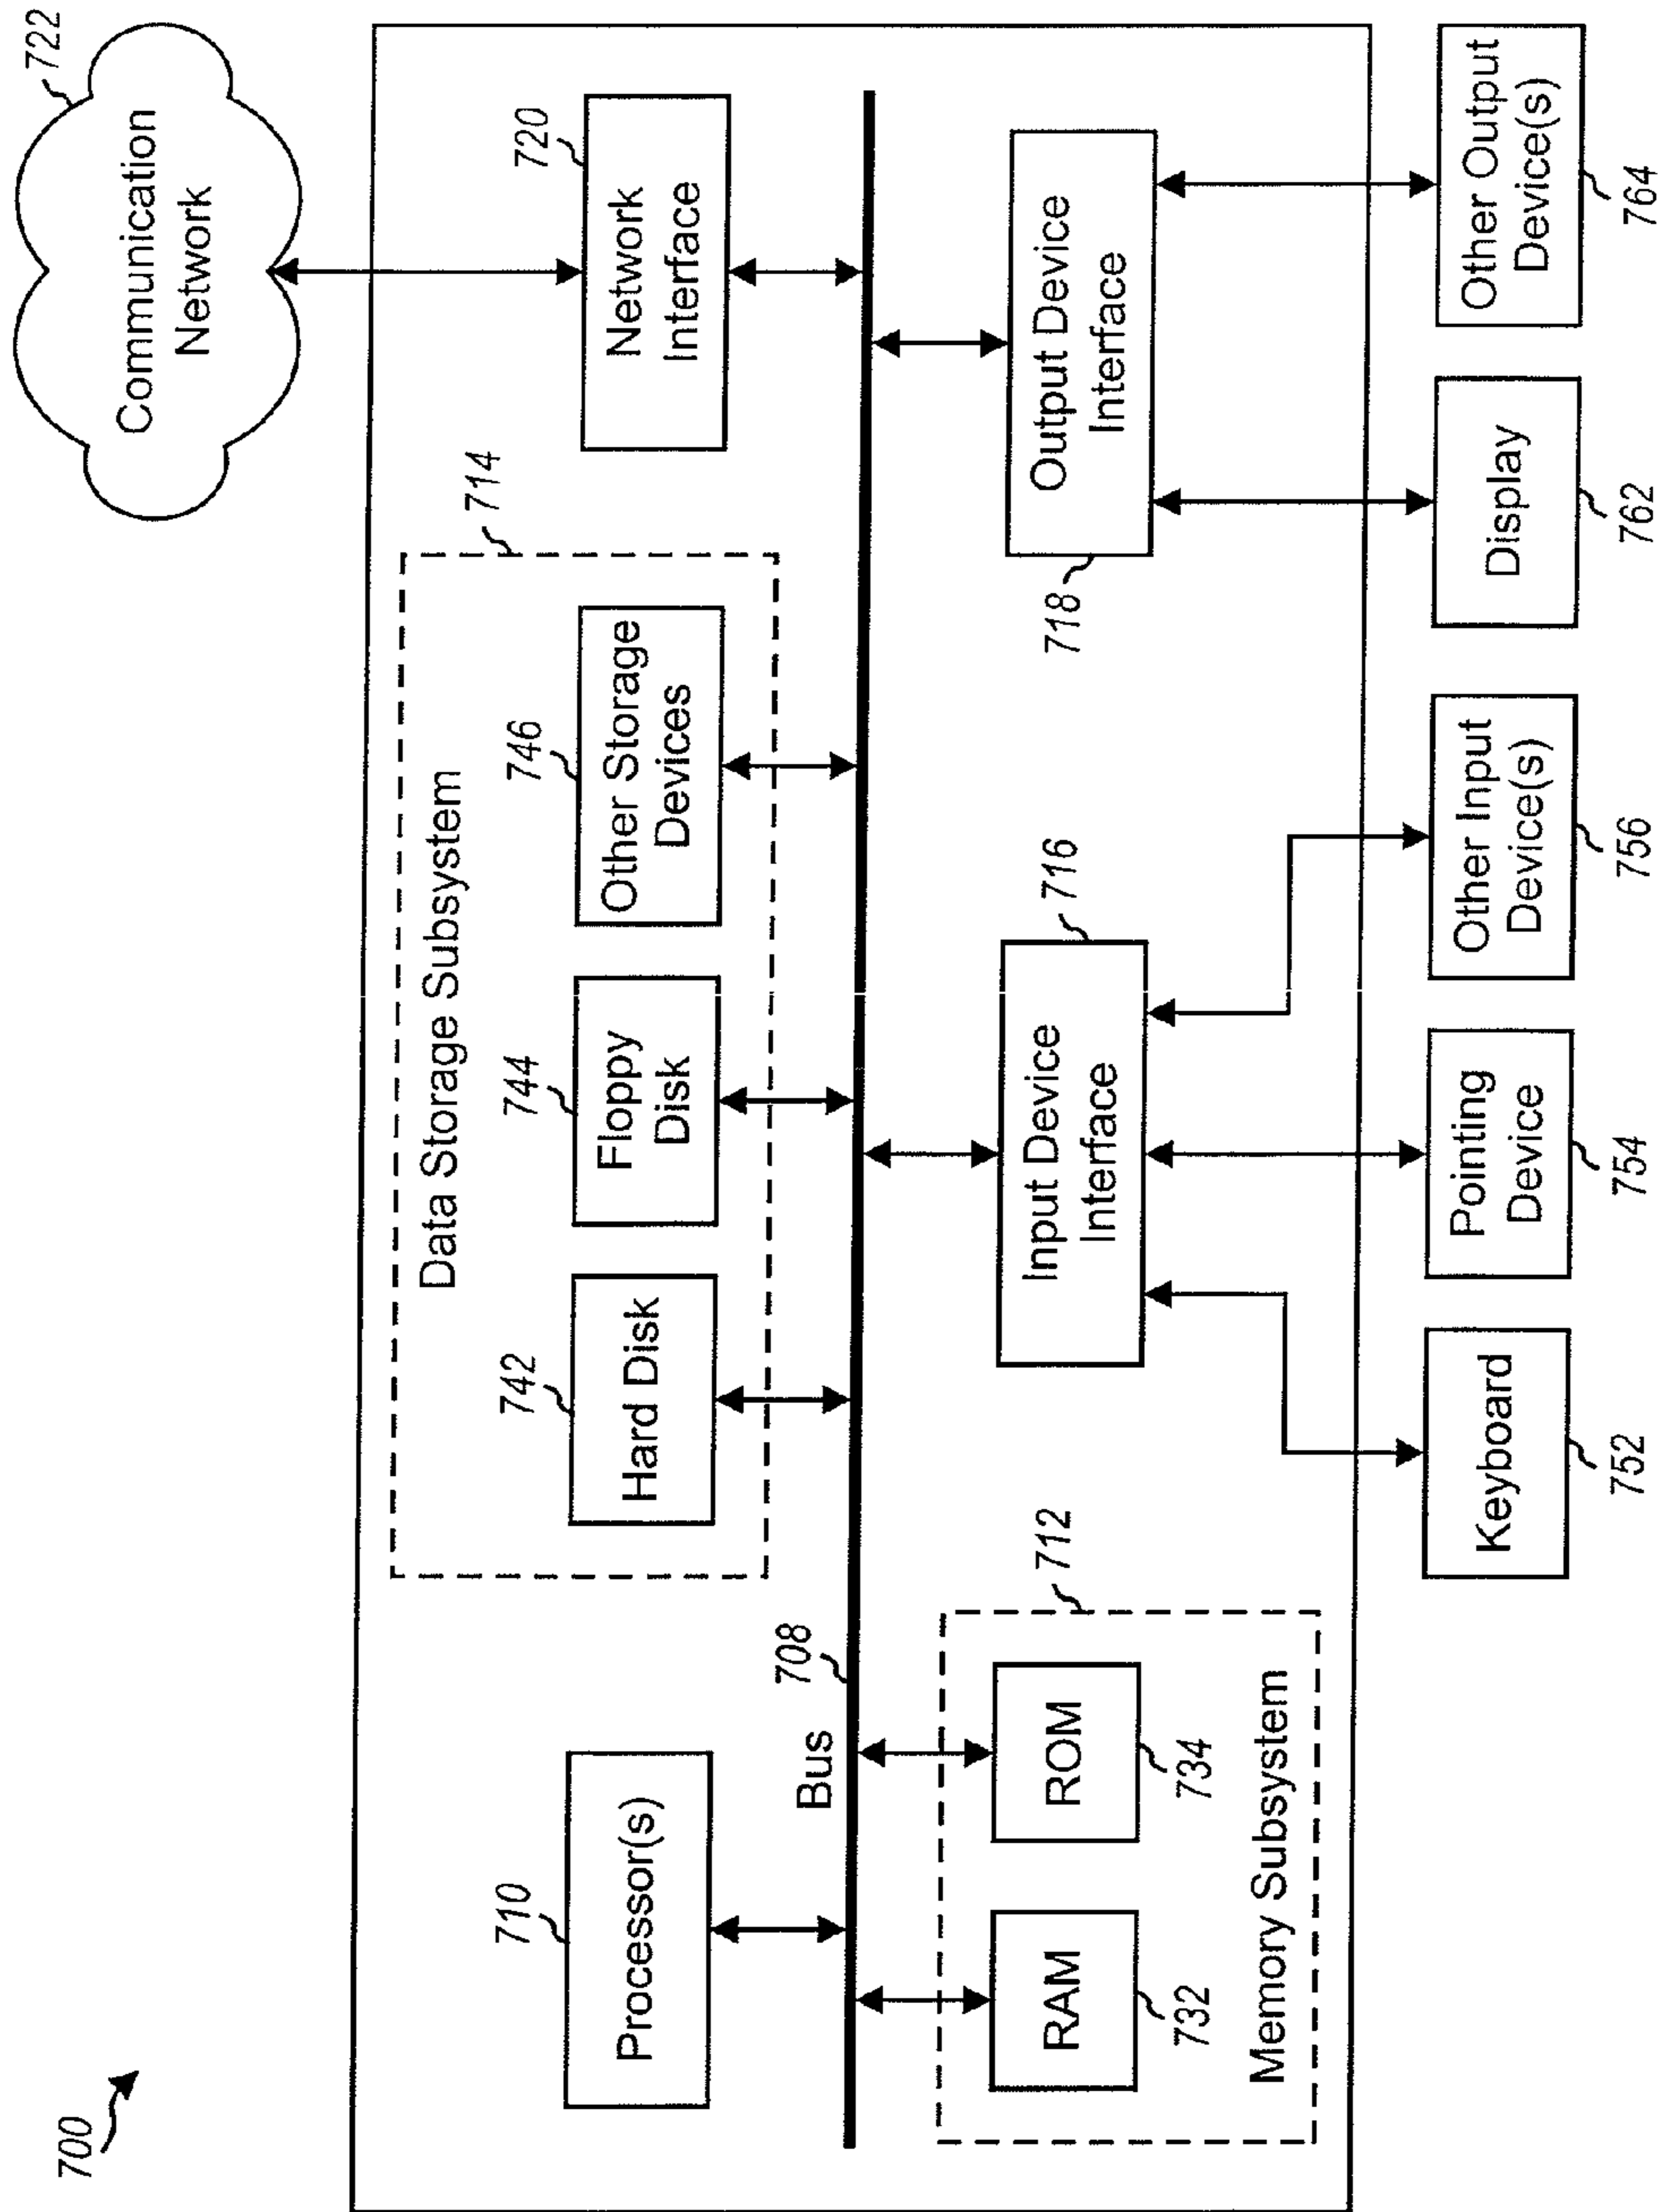 700
Communication
Network
722
710
Processor(s)
Data Storage Subsystem
714
742
Hard Disk
744
Floppy
Disk
746
Other Storage
Devices
720
Network
Interface
Bus
708
RAM
732
ROM
734
Memory Subsystem
712
Input Device
Interface
716
Output Device
Interface
718
Keyboard
752
Pointing
Device
754
Other Input
Device(s)
756
Display
762
Other Output
Device(s)
764